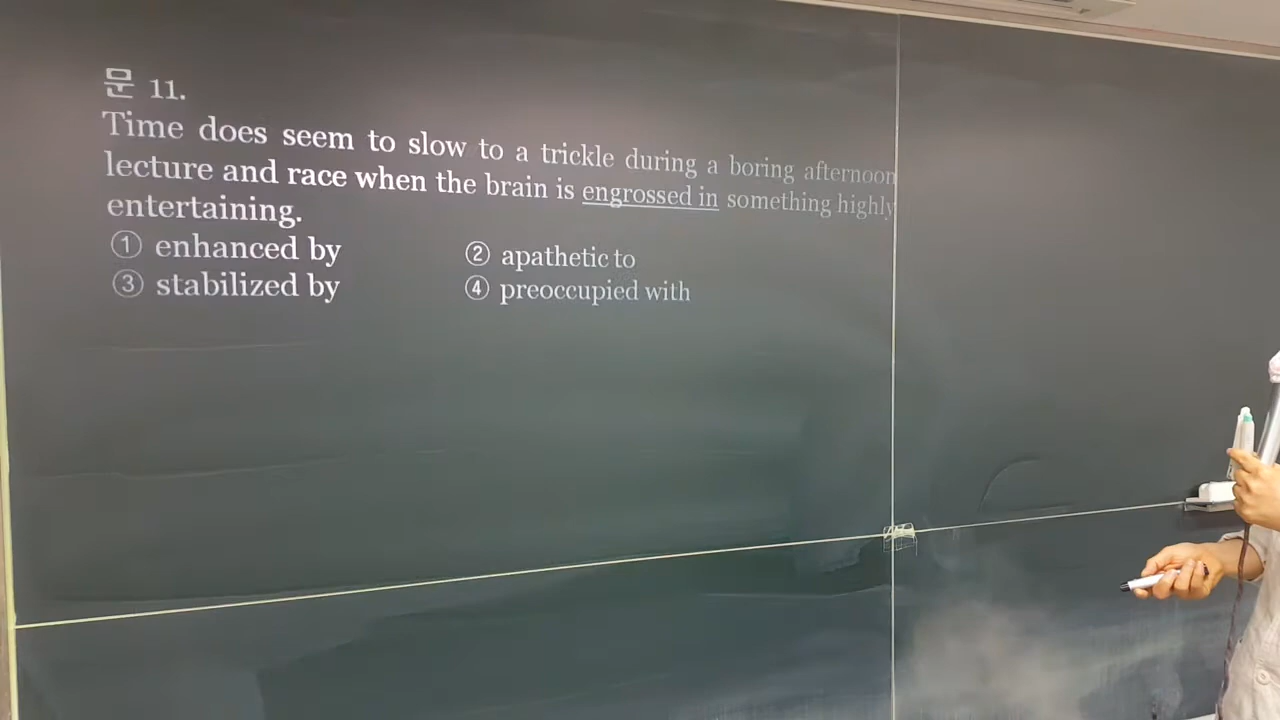 문 11.
Time does seem to slow to a trickle during a boring afternoon
lecture and race when the brain is engrossed in something highly
entertaining.
① enhanced by ② apathetic to
③ stabilized by ④ preoccupied with